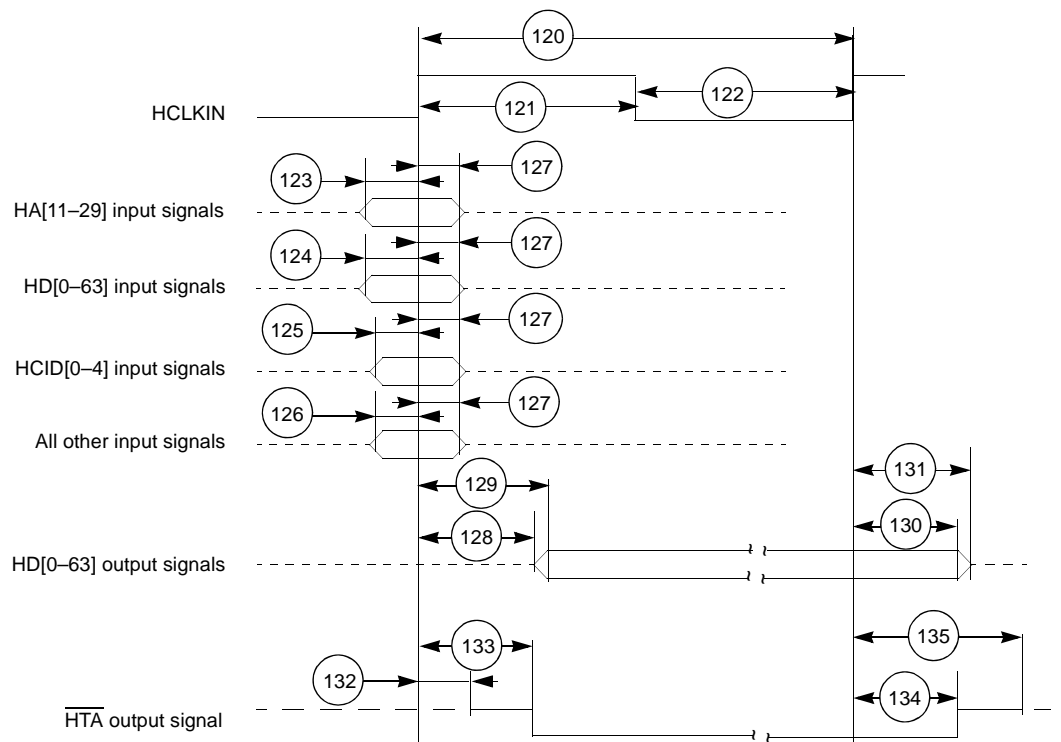 120
121
122
HCLKIN
123
127
HA[11–29] input signals
124
127
HD[0–63] input signals
125
127
HCID[0–4] input signals
126
127
All other input signals
129
131
128
130
HD[0–63] output signals
133
135
132
134
HTA output signal